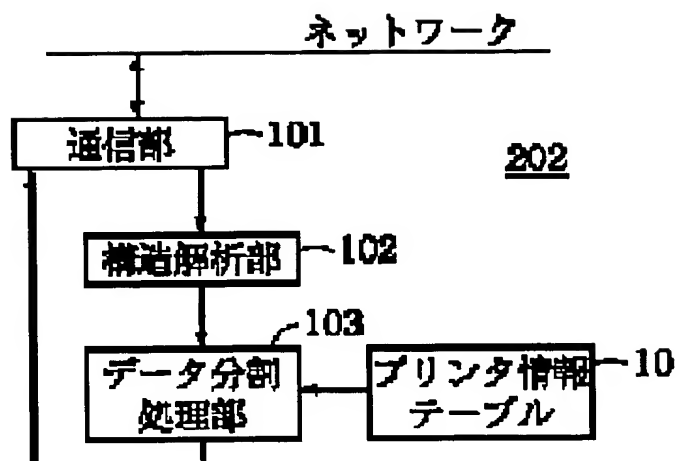 ネットワーク
通信部
101
202
構造解析部
102
103
データ分割
処理部
プリンタ情報
テーブル
10